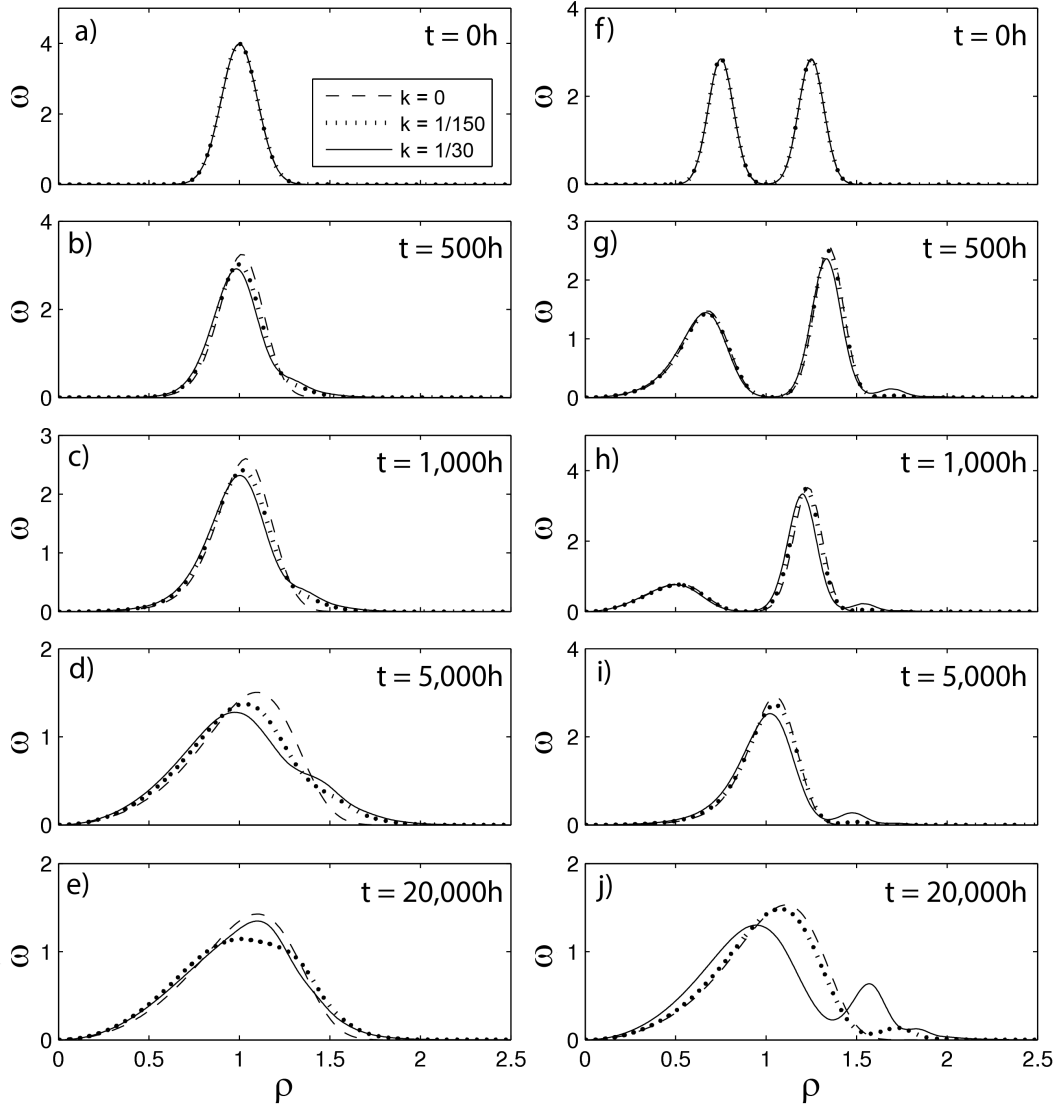 a)
t = 0h
4
2
0
ω
k = 0
k = 1/150
k = 1/30
b)
t = 500h
4
2
0
ω
c)
t = 1,000h
3
2
1
0
ω
d)
t = 5,000h
2
1
0
ω
e)
t = 20,000h
2
1
0
ω
0 0.5 1 1.5 2 2.5
ρ
f)
t = 0h
4
2
0
ω
g)
t = 500h
3
2
1
0
ω
h)
t = 1,000h
4
2
0
ω
i)
t = 5,000h
4
2
0
ω
j)
t = 20,000h
2
1
0
ω
0 0.5 1 1.5 2 2.5
ρ